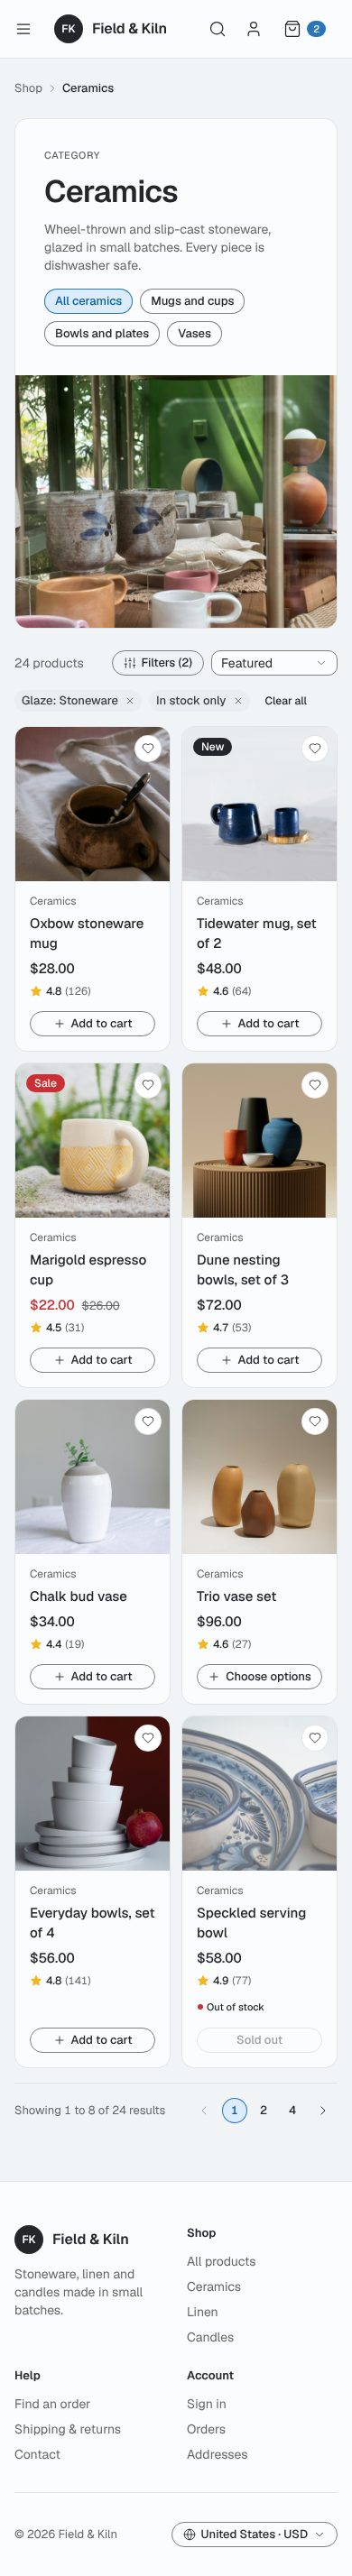 FK Field & Kiln 2
Shop Ceramics
CATEGORY
Ceramics
Wheel-thrown and slip-cast stoneware,
glazed in small batches. Every piece is
dishwasher safe.
All ceramics Mugs and cups
Bowls and plates Vases
24 products Filters (2) Featured
Glaze: Stoneware In stock only Clear all
New
Ceramics
Oxbow stoneware
mug
$28.00
4.8 (126)
Add to cart
Ceramics
Tidewater mug, set
of 2
$48.00
4.6 (64)
Add to cart
Sale
Ceramics
Marigold espresso
cup
$22.00 $26.00
4.5 (31)
Add to cart
Ceramics
Dune nesting
bowls, set of 3
$72.00
4.7 (53)
Add to cart
Ceramics
Chalk bud vase
$34.00
4.4 (19)
Add to cart
Ceramics
Trio vase set
$96.00
4.6 (27)
Choose options
Ceramics
Everyday bowls, set
of 4
$56.00
4.8 (141)
Add to cart
Ceramics
Speckled serving
bowl
$58.00
4.9 (77)
Out of stock
Sold out
Showing 1 to 8 of 24 results 1 2 4
FK Field & Kiln
Stoneware, linen and
candles made in small
batches.
Shop
All products
Ceramics
Linen
Candles
Help
Find an order
Shipping & returns
Contact
Account
Sign in
Orders
Addresses
© 2026 Field & Kiln United States · USD